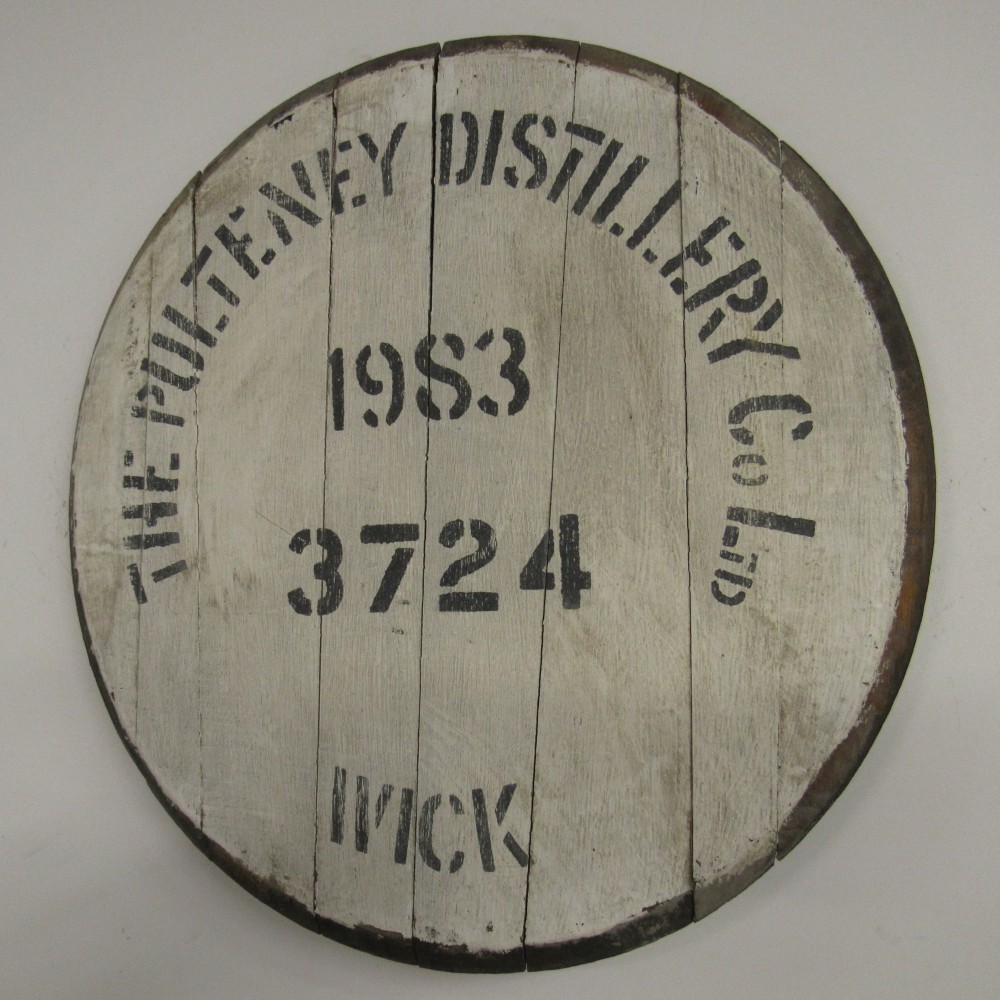 THE PULTENEY DISTILLERY Co LTD
1983
3724
WICK